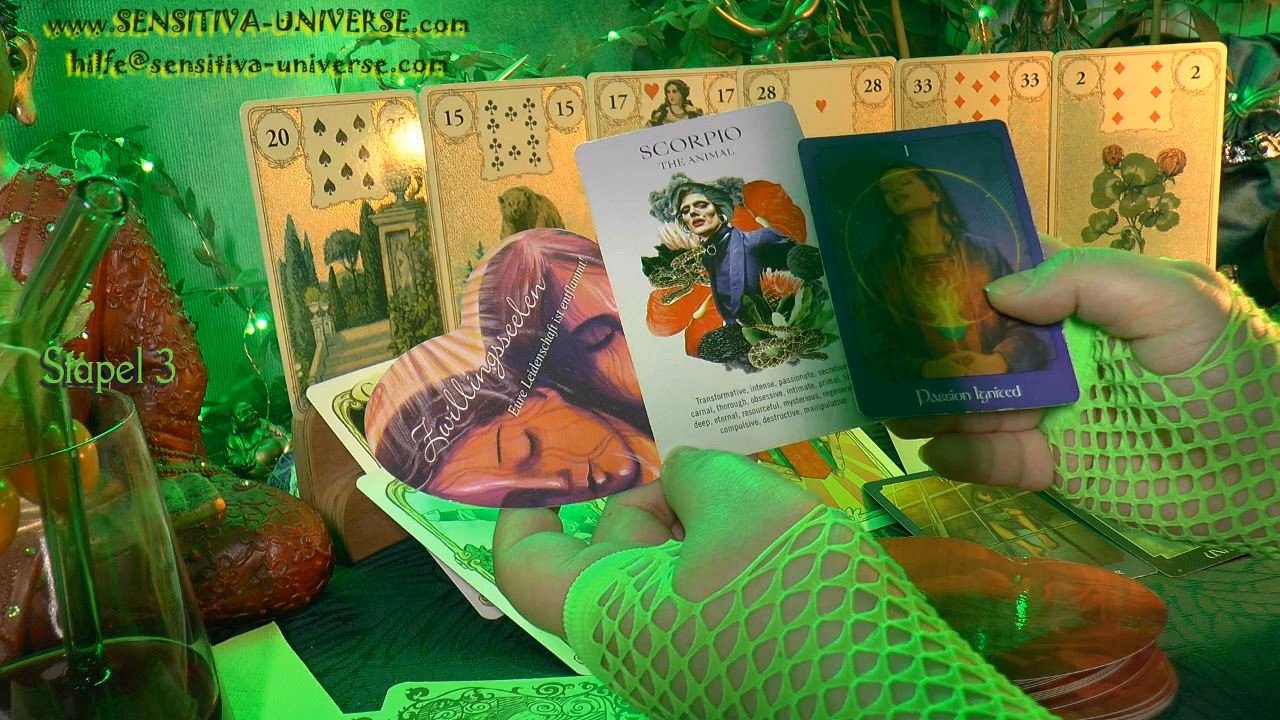 www.SENSITIVA-UNIVERSE.com
hilfe@sensitiva-universe.com
20
15 15
17 17
28 28
33 33
2 2
SCORPIO
THE ANIMAL
Transformative, intense, passionate, secretive
carnal, thorough, obsessive, intimate, primal,
deep, eternal, resourceful, mysterious,
compulsive, destructive, manipulative
I
Passion Ignited
Zwillingsseelen
Eure Leidenschaft ist entflammt!
Stapel 3